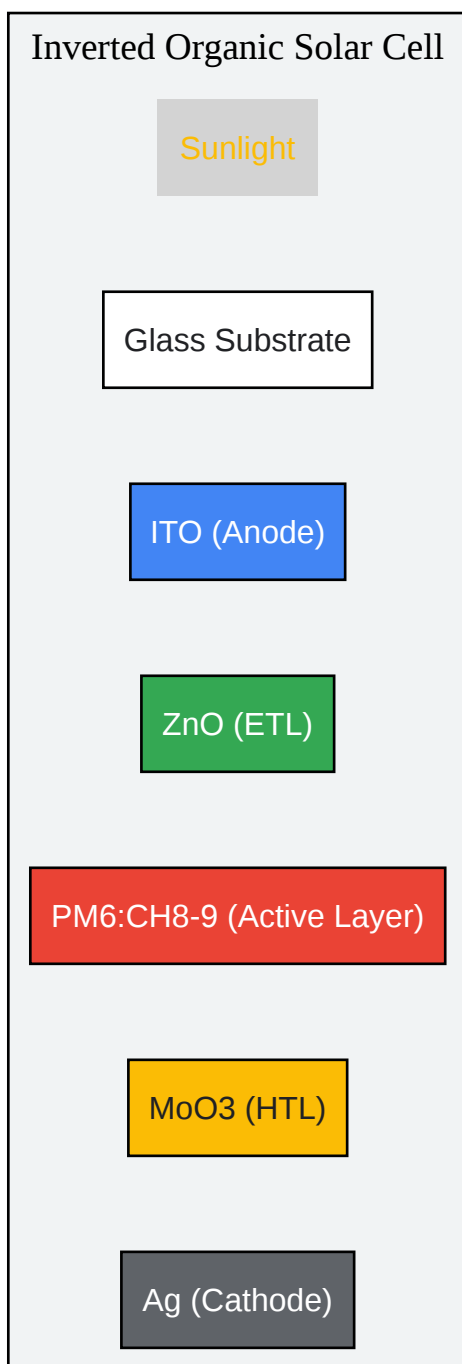 Inverted Organic Solar Cell
Sunlight
Glass Substrate
ITO (Anode)
ZnO (ETL)
PM6:CH8-9 (Active Layer)
MoO3 (HTL)
Ag (Cathode)